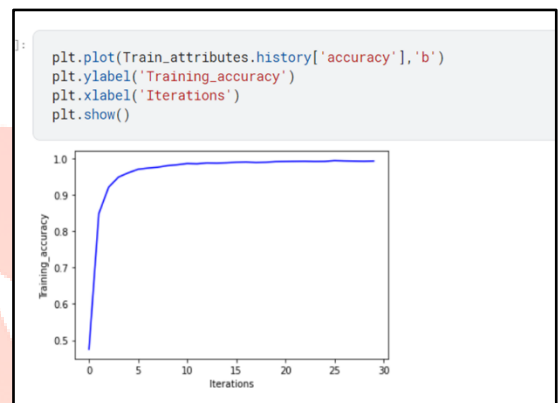 ]:
plt.plot(Train_attributes.history['accuracy'],'b')
plt.ylabel('Training_accuracy')
plt.xlabel('Iterations')
plt.show()
1.0
0.9
0.8
0.7
0.6
0.5
Training_accuracy
0 5 10 15 20 25 30
Iterations